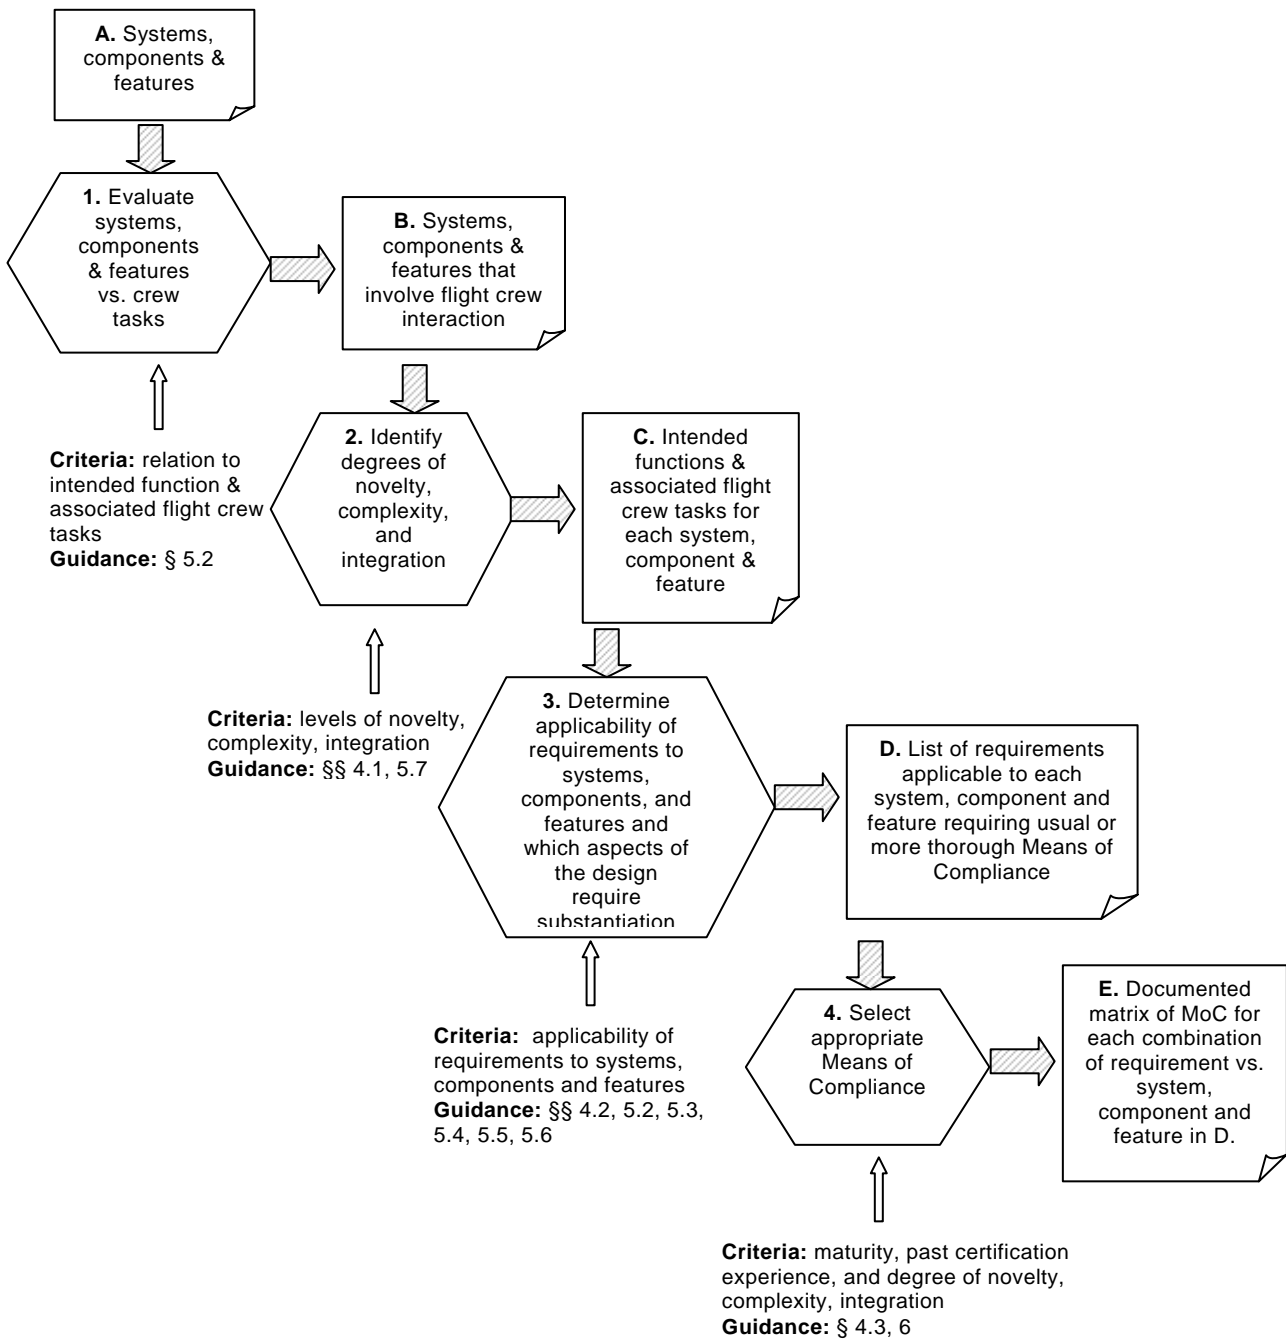 A. Systems,
components &
features
1. Evaluate
systems,
components
& features
vs. crew
tasks
B. Systems,
components &
features that
involve flight crew
interaction
Criteria: relation to
intended function &
associated flight crew
tasks
Guidance: § 5.2
2. Identify
degrees of
novelty,
complexity,
and
integration
C. Intended
functions &
associated flight
crew tasks for
each system,
component &
feature
Criteria: levels of novelty,
complexity, integration
Guidance: §§ 4.1, 5.7
3. Determine
applicability of
requirements to
systems,
components, and
features and
which aspects of
the design
require
substantiation
D. List of requirements
applicable to each
system, component and
feature requiring usual or
more thorough Means of
Compliance
Criteria: applicability of
requirements to systems,
components and features
Guidance: §§ 4.2, 5.2, 5.3,
5.4, 5.5, 5.6
4. Select
appropriate
Means of
Compliance
E. Documented
matrix of MoC for
each combination
of requirement vs.
system,
component and
feature in D.
Criteria: maturity, past certification
experience, and degree of novelty,
complexity, integration
Guidance: § 4.3, 6